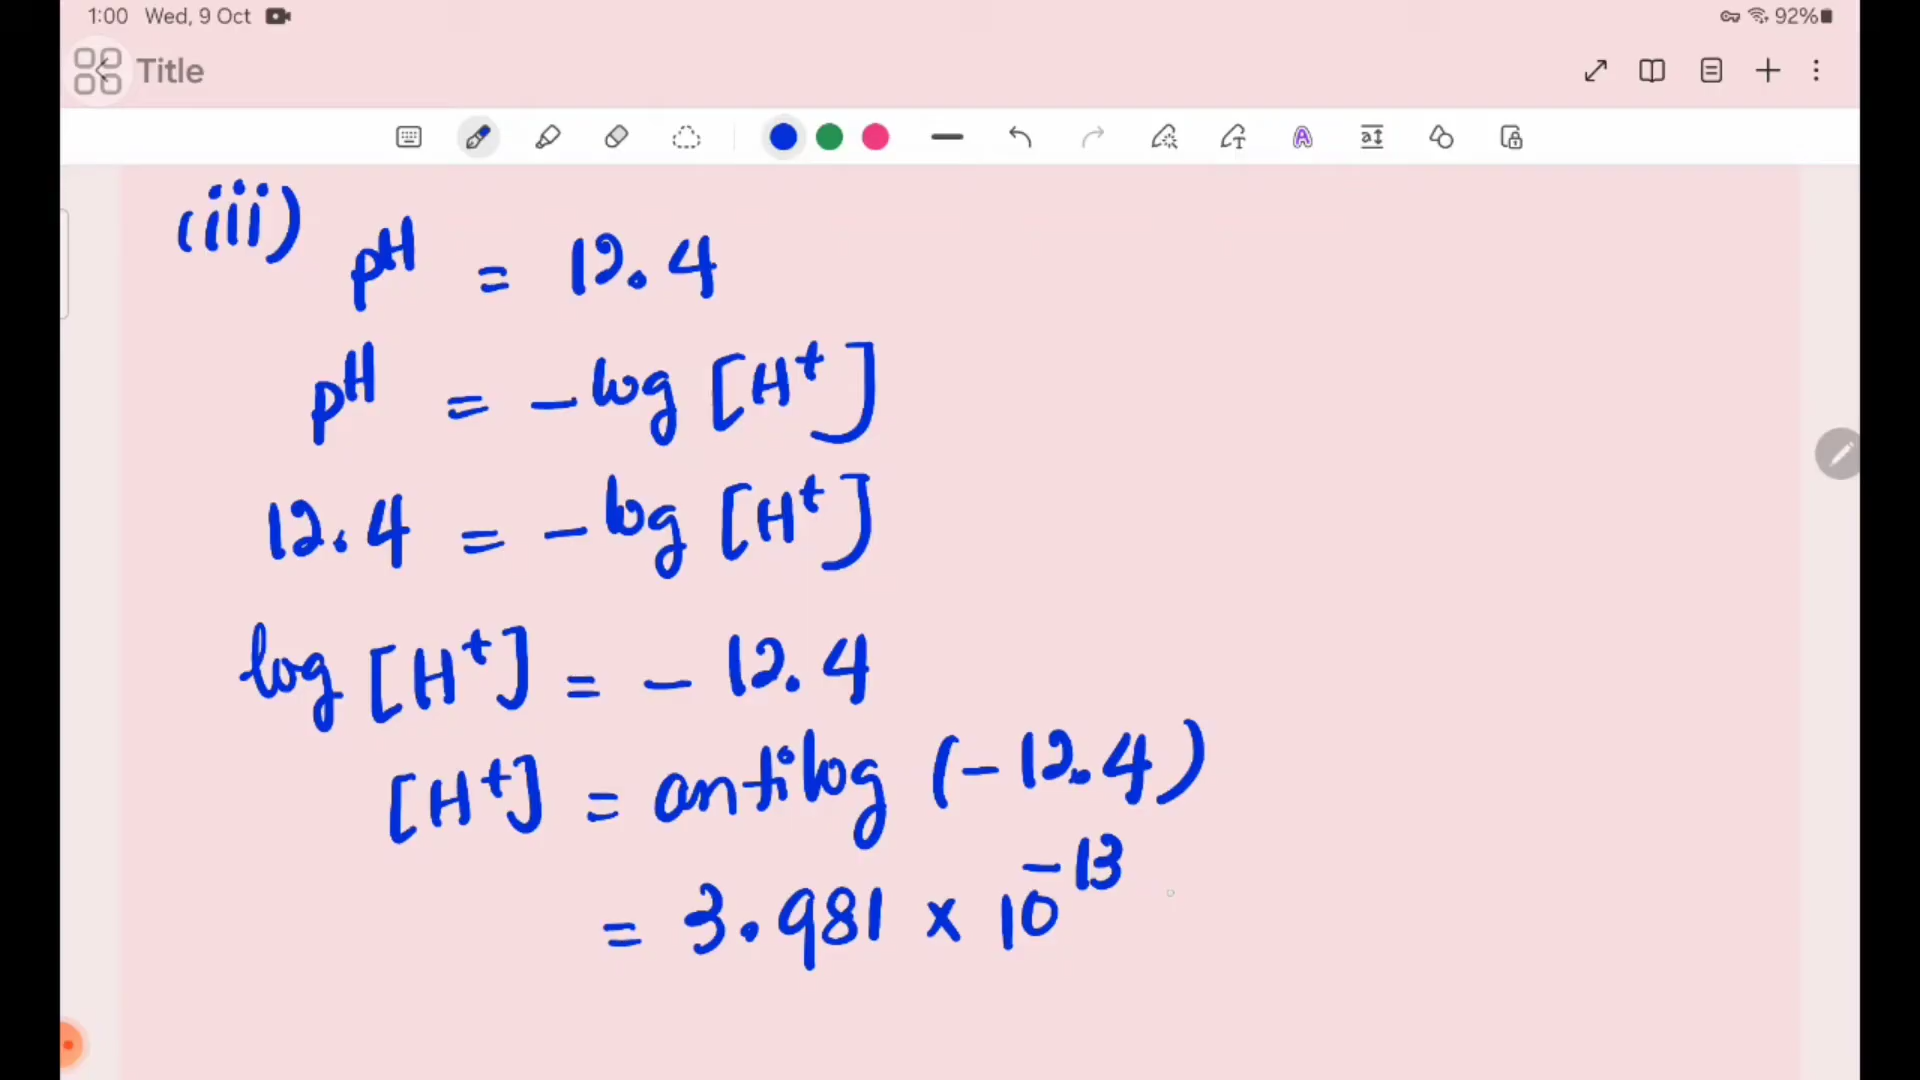 1:00 Wed, 9 Oct 92%
Title
(iii)
pH = 12.4
pH = -log [H⁺]
12.4 = -log [H⁺]
log [H⁺] = - 12.4
[H⁺] = antilog (-12.4)
= 3.981 × 10⁻¹³